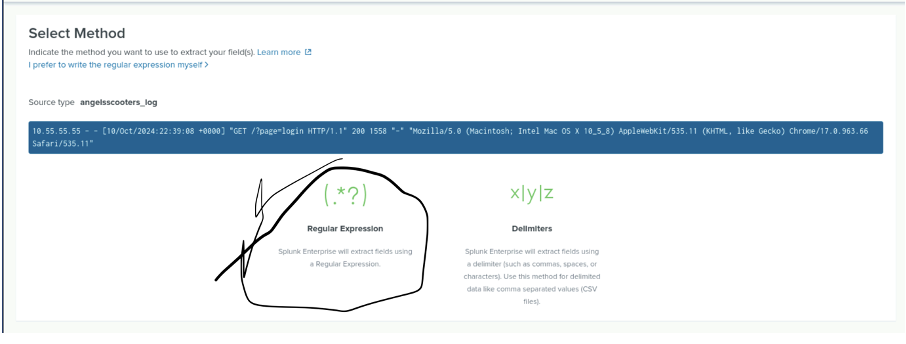 Select Method
Indicate the method you want to use to extract your field(s). Learn more
I prefer to write the regular expression myself >
Source type angelsscooters_log
10.55.55.55 - - [10/Oct/2024:22:39:08 +0000] "GET /?page=login HTTP/1.1" 200 1558 "-" "Mozilla/5.0 (Macintosh; Intel Mac OS X 10_5_8) AppleWebKit/535.11 (KHTML, like Gecko) Chrome/17.0.963.66
Safari/535.11"
(.*?)
Regular Expression
Splunk Enterprise will extract fields using
a Regular Expression.
x|y|z
Delimiters
Splunk Enterprise will extract fields using
a delimiter (such as commas, spaces, or
characters). Use this method for delimited
data like comma separated values (CSV
files).